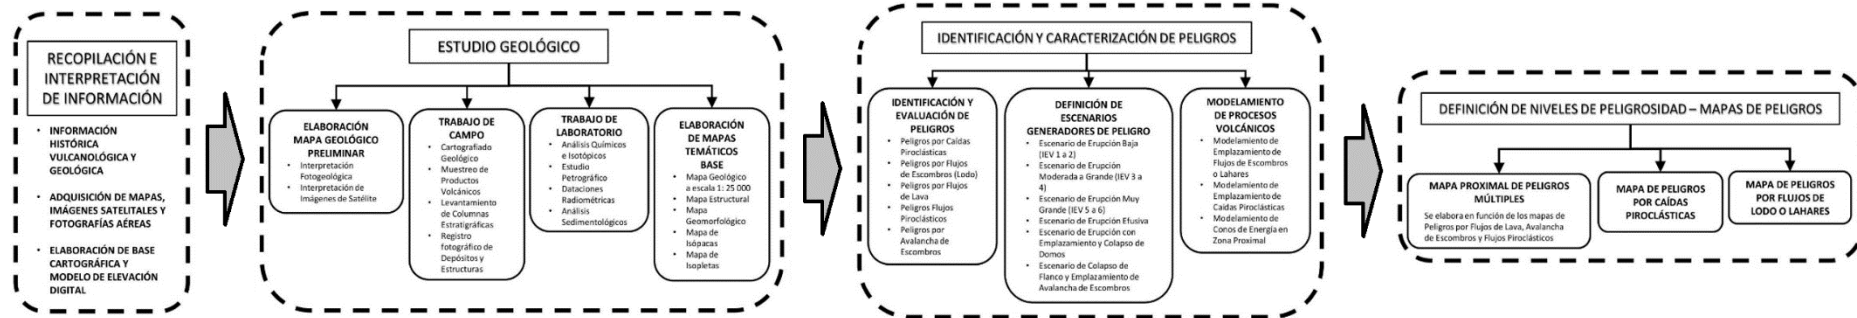 RECOPILACIÓN E
INTERPRETACIÓN
DE INFORMACIÓN
• INFORMACIÓN
HISTÓRICA
VULCANOLÓGICA Y
GEOLÓGICA
• ADQUISICIÓN DE MAPAS,
IMÁGENES SATELITALES Y
FOTOGRAFÍAS AÉREAS
• ELABORACIÓN DE BASE
CARTOGRÁFICA Y
MODELO DE ELEVACIÓN
DIGITAL
ESTUDIO GEOLÓGICO
ELABORACIÓN
MAPA GEOLÓGICO
PRELIMINAR
• Interpretación
Fotogeológica
• Interpretación de
Imágenes de Satélite
TRABAJO DE
CAMPO
• Cartografiado
Geológico
• Muestreo de
Productos
Volcánicos
• Levantamiento
de Columnas
Estratigráficas
• Registro
fotográfico de
Depósitos y
Estructuras
TRABAJO DE
LABORATORIO
• Análisis Químicos
e Isotópicos
• Estudio
Petrográfico
• Dataciones
Radiométricas
• Análisis
Sedimentológicos
ELABORACIÓN
DE MAPAS
TEMÁTICOS
BASE
• Mapa Geológico
a escala 1: 25 000
• Mapa Estructural
• Mapa
Geomorfológico
• Mapa de
Isópacas
• Mapa de
Isopletas
IDENTIFICACIÓN Y CARACTERIZACIÓN DE PELIGROS
IDENTIFICACIÓN Y
EVALUACIÓN DE
PELIGROS
• Peligros por Caídas
Piroclásticas
• Peligros por Flujos
de Escombros (Lodo)
• Peligros por Flujos
de Lava
• Peligros Flujos
Piroclásticos
• Peligros por
Avalancha de
Escombros
DEFINICIÓN DE
ESCENARIOS
GENERADORES DE PELIGRO
• Escenario de Erupción Baja
(IEV 1 a 2)
• Escenario de Erupción
Moderada a Grande (IEV 3 a
4)
• Escenario de Erupción Muy
Grande (IEV 5 a 6)
• Escenario de Erupción Efusiva
• Escenario de Erupción con
Emplazamiento y Colapso de
Domos
• Escenario de Colapso de
Flanco y Emplazamiento de
Avalancha de Escombros
MODELAMIENTO
DE PROCESOS
VOLCÁNICOS
• Modelamiento de
Emplazamiento de
Flujos de Escombros
o Lahares
• Modelamiento de
Emplazamiento de
Caídas Piroclásticas
• Modelamiento de
Conos de Energía en
Zona Proximal
DEFINICIÓN DE NIVELES DE PELIGROSIDAD – MAPAS DE PELIGROS
MAPA PROXIMAL DE PELIGROS
MÚLTIPLES
Se elabora en función de los mapas de
Peligros por Flujos de Lava, Avalancha
de Escombros y Flujos Piroclásticos
MAPA DE PELIGROS
POR CAÍDAS
PIROCLÁSTICAS
MAPA DE PELIGROS
POR FLUJOS DE
LODO O LAHARES